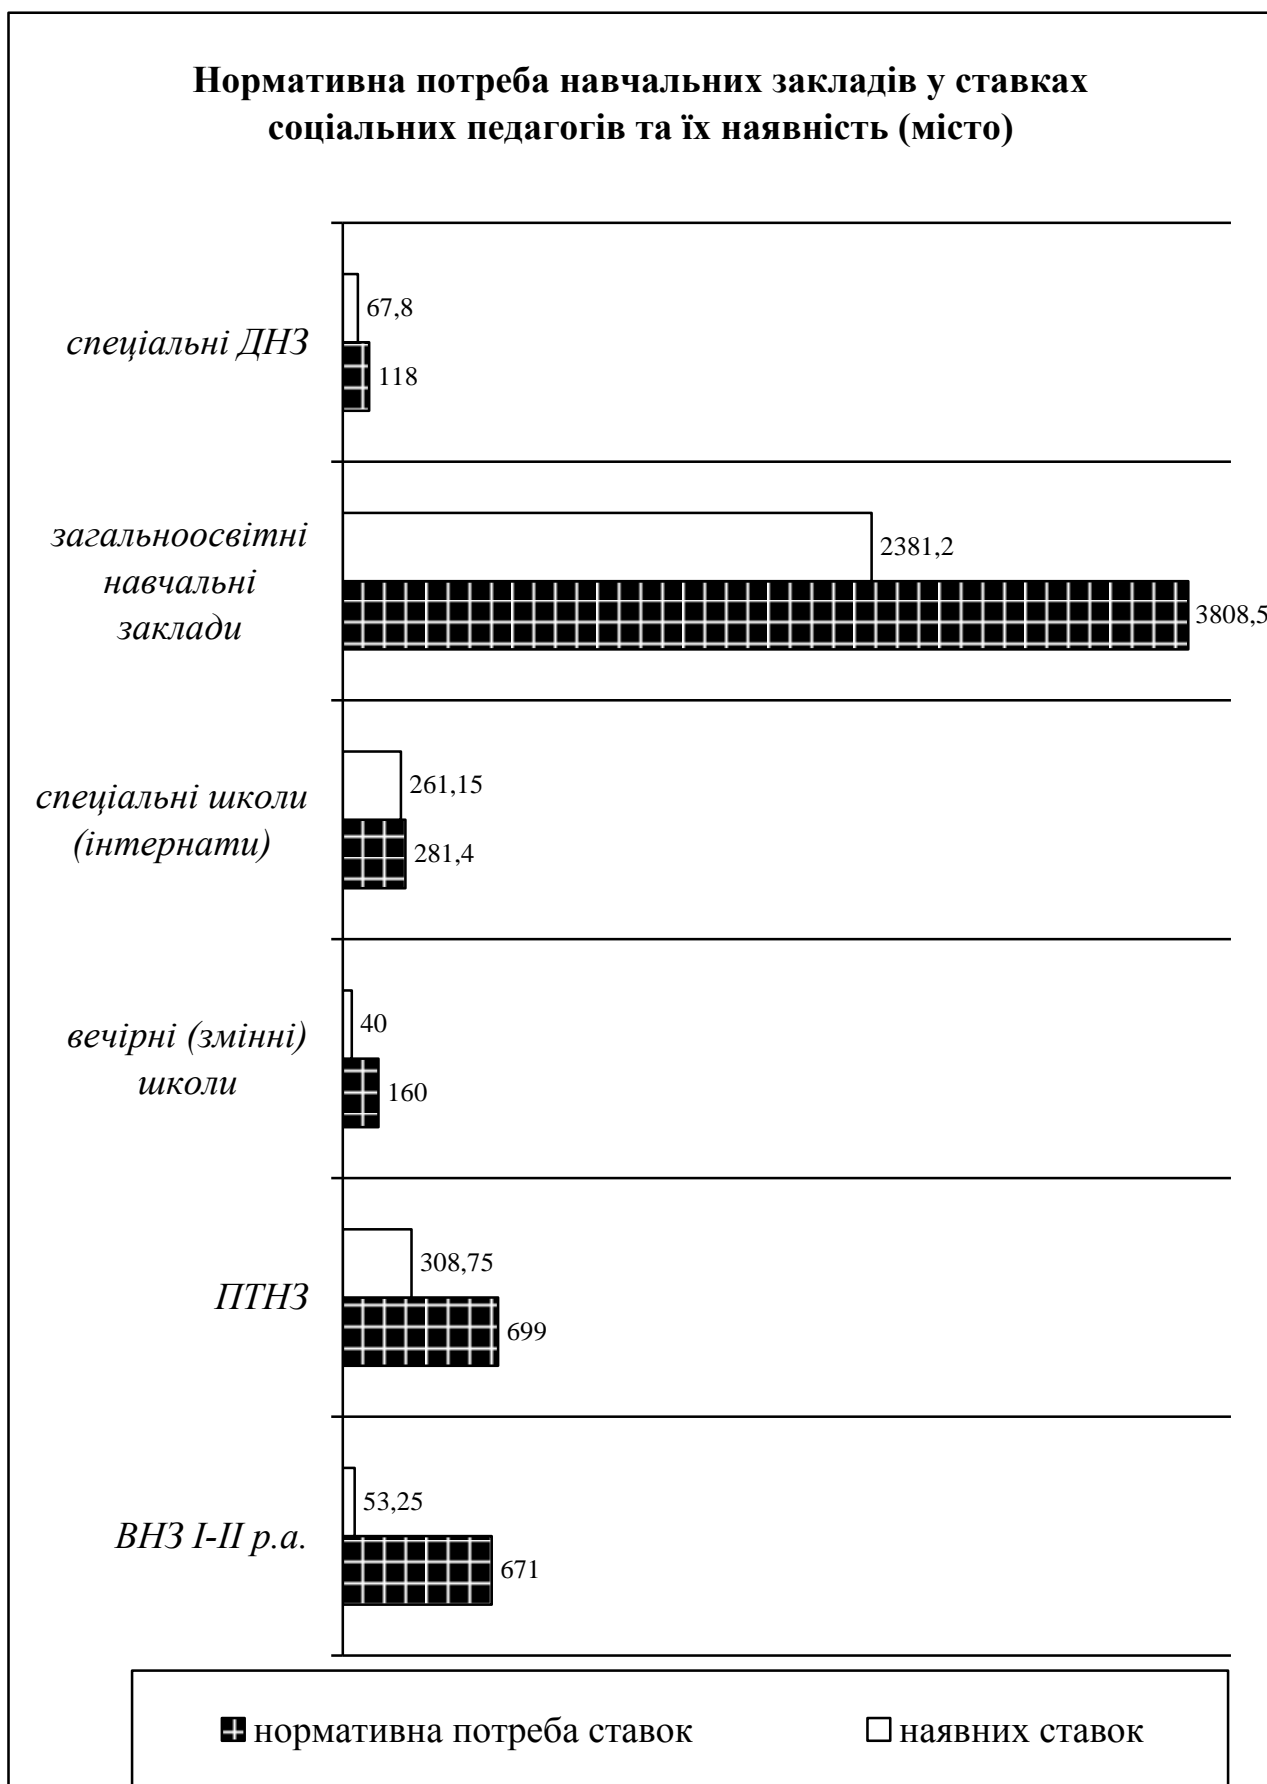 Нормативна потреба навчальних закладів у ставках
соціальних педагогів та їх наявність (місто)
спеціальні ДНЗ
67,8
118
загальноосвітні
навчальні
заклади
2381,2
3808,5
спеціальні школи
(інтернати)
261,15
281,4
вечірні (змінні)
школи
40
160
ПТНЗ
308,75
699
ВНЗ І-ІІ р.а.
53,25
671
нормативна потреба ставок
наявних ставок